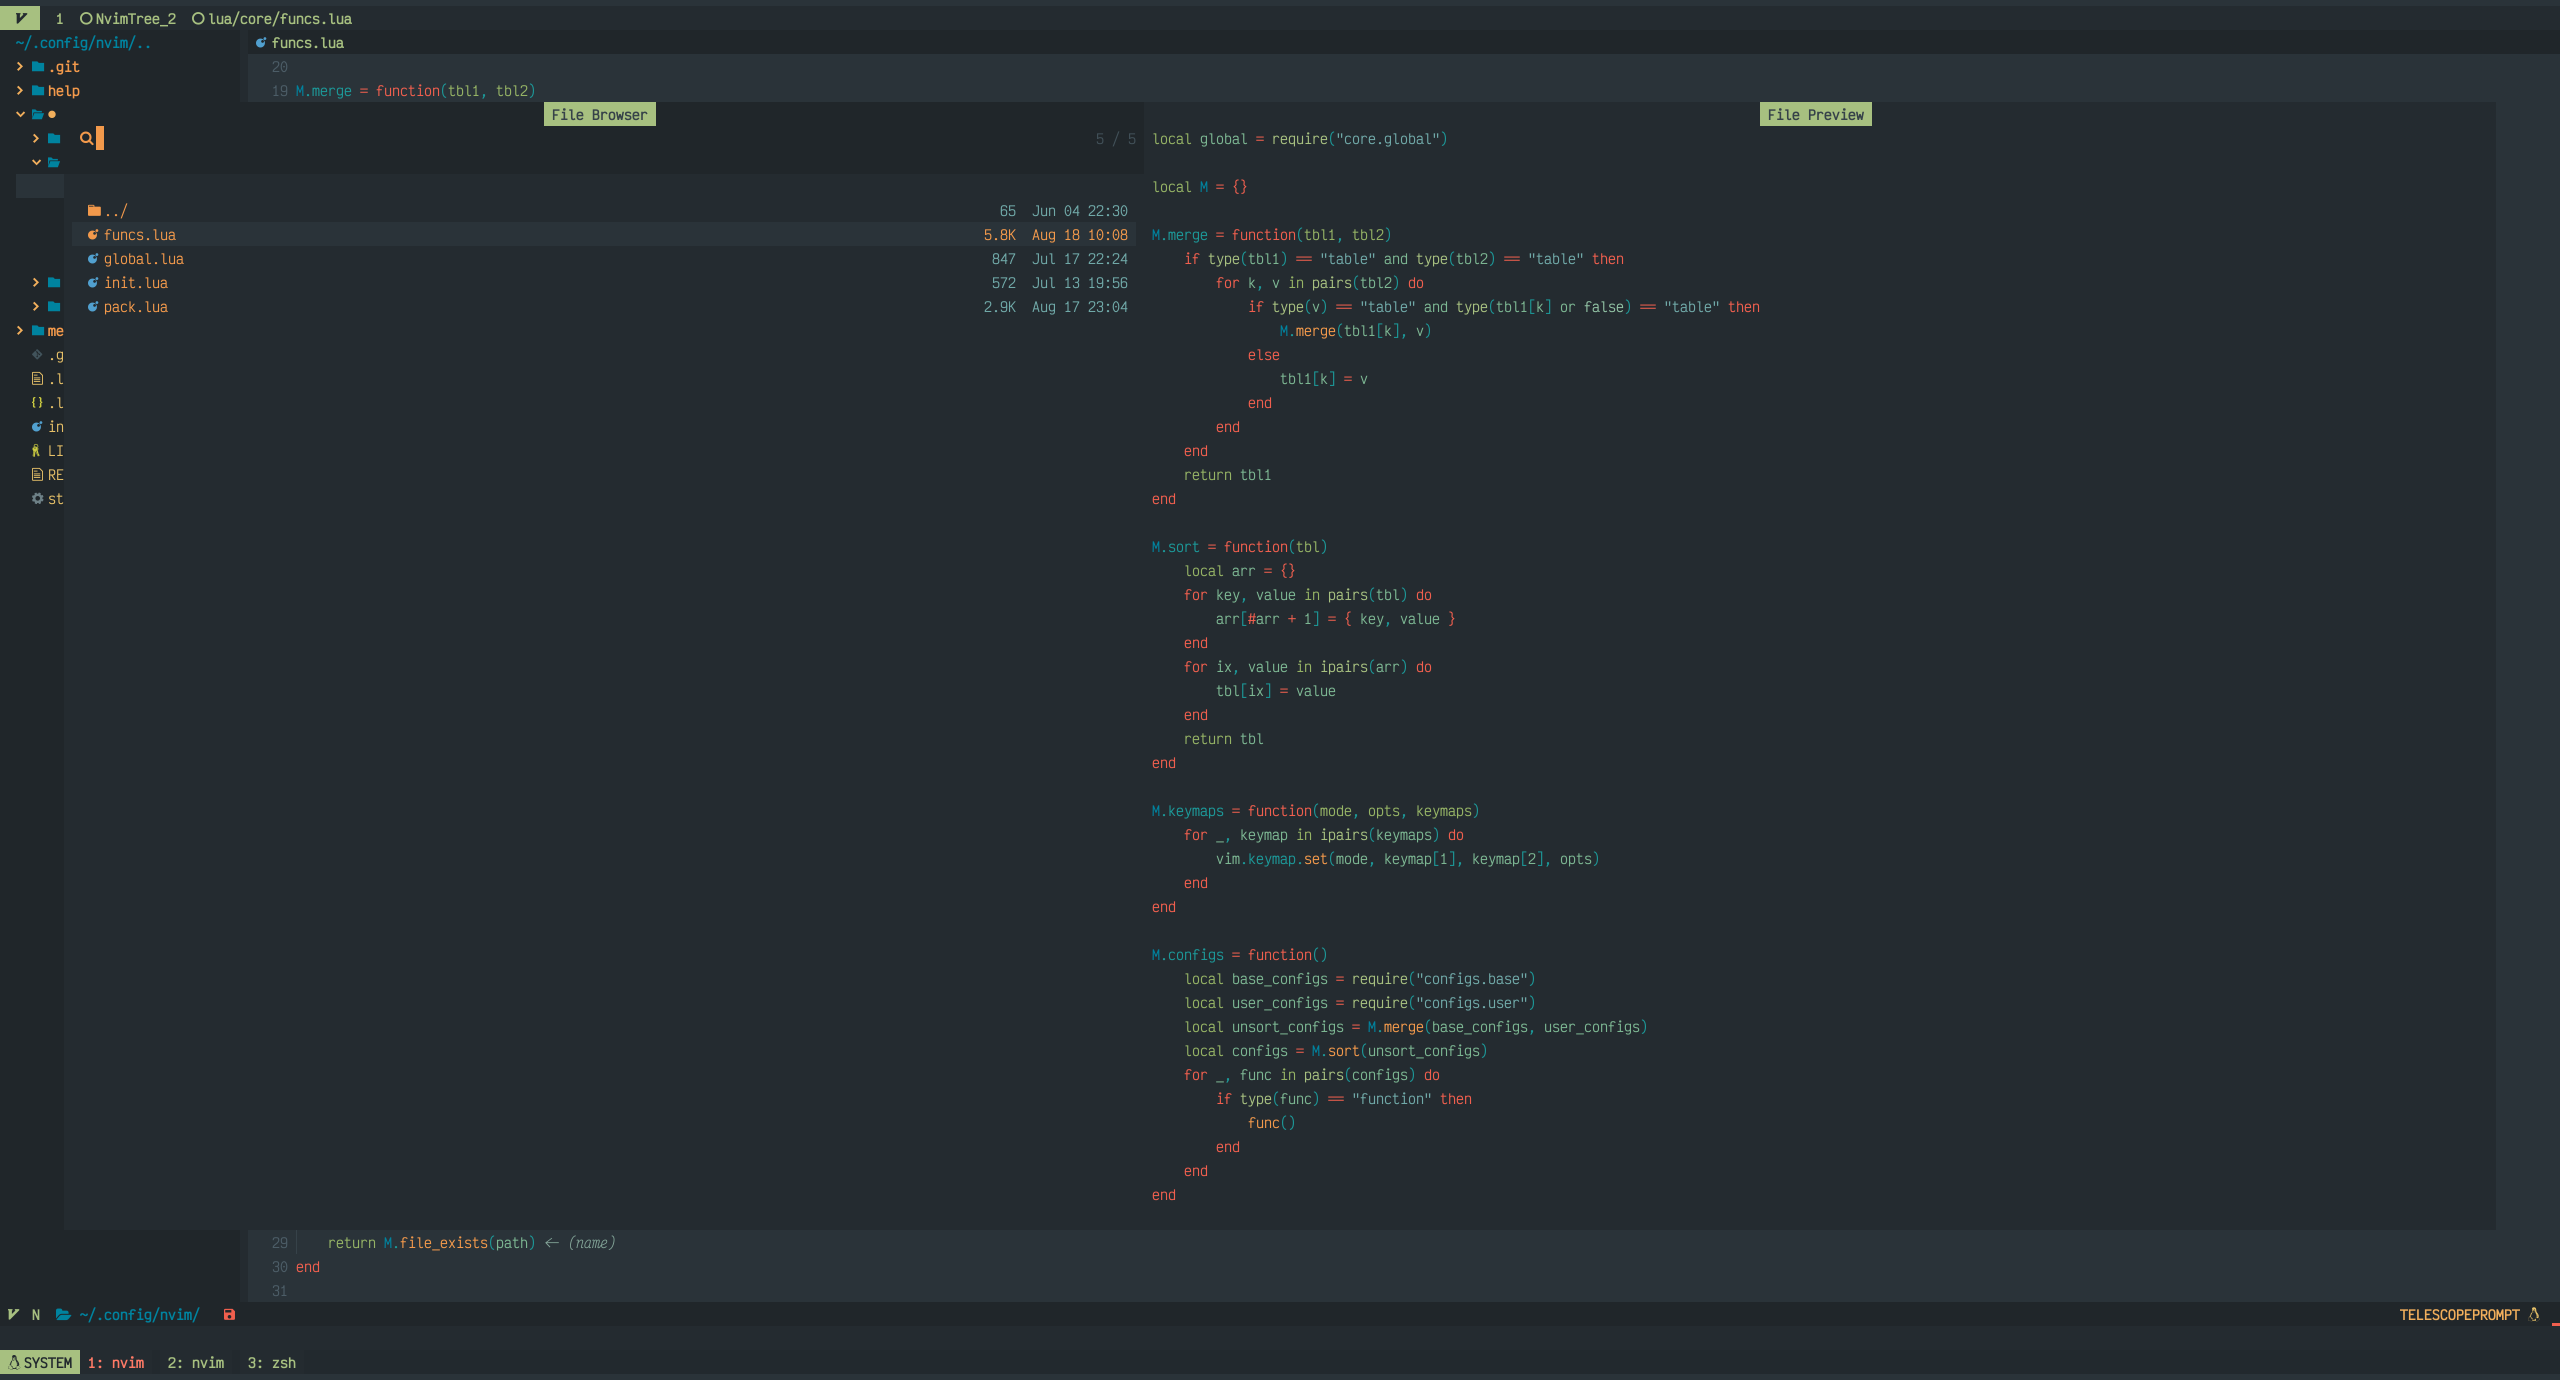 1 NvimTree_2 lua/core/funcs.lua
~/.config/nvim/..
.git
help
me
.g
.l
.l
in
LI
RE
st
funcs.lua
20
19 M.merge = function(tbl1, tbl2)
File Browser
5 / 5
../ 65 Jun 04 22:30
funcs.lua 5.8K Aug 18 10:08
global.lua 847 Jul 17 22:24
init.lua 572 Jul 13 19:56
pack.lua 2.9K Aug 17 23:04
File Preview
local global = require("core.global")
local M = {}
M.merge = function(tbl1, tbl2)
if type(tbl1) == "table" and type(tbl2) == "table" then
for k, v in pairs(tbl2) do
if type(v) == "table" and type(tbl1[k] or false) == "table" then
M.merge(tbl1[k], v)
else
tbl1[k] = v
end
end
end
return tbl1
end
M.sort = function(tbl)
local arr = {}
for key, value in pairs(tbl) do
arr[#arr + 1] = { key, value }
end
for ix, value in ipairs(arr) do
tbl[ix] = value
end
return tbl
end
M.keymaps = function(mode, opts, keymaps)
for _, keymap in ipairs(keymaps) do
vim.keymap.set(mode, keymap[1], keymap[2], opts)
end
end
M.configs = function()
local base_configs = require("configs.base")
local user_configs = require("configs.user")
local unsort_configs = M.merge(base_configs, user_configs)
local configs = M.sort(unsort_configs)
for _, func in pairs(configs) do
if type(func) == "function" then
func()
end
end
end
29 return M.file_exists(path) <- (name)
30 end
31
N ~/.config/nvim/ TELESCOPEPROMPT
SYSTEM 1: nvim 2: nvim 3: zsh